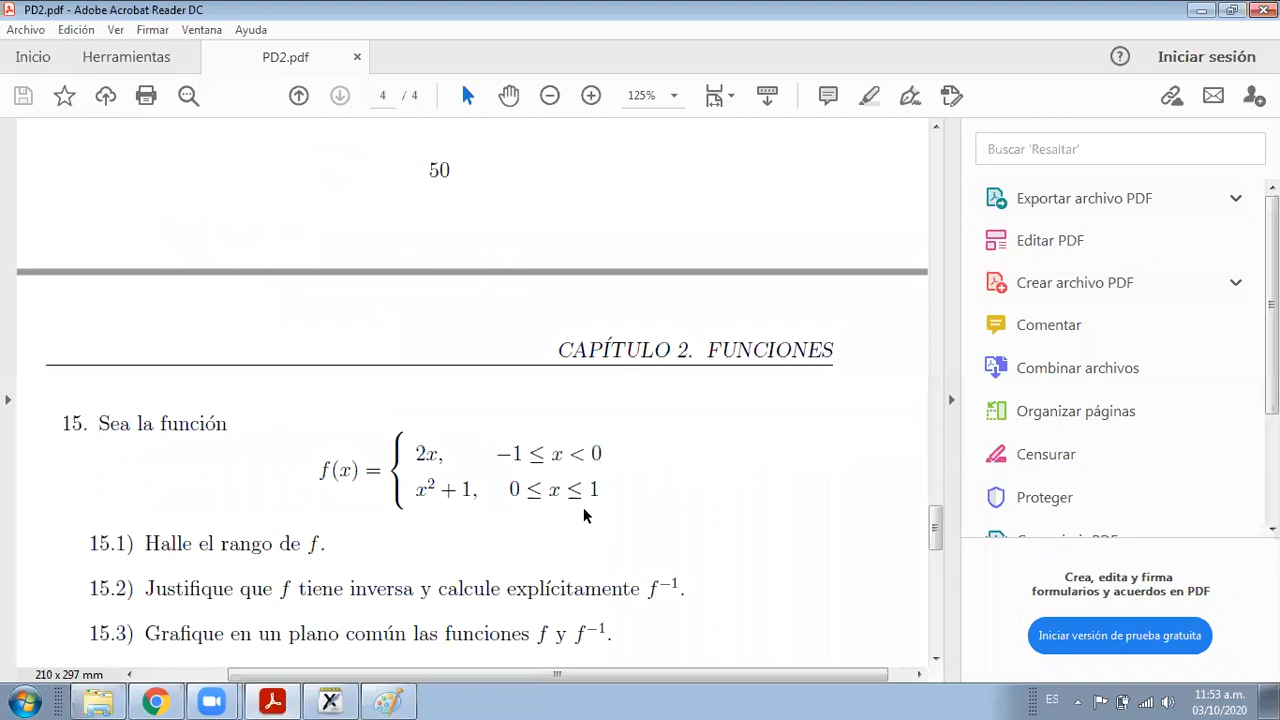 PD2.pdf - Adobe Acrobat Reader DC
Archivo Edición Ver Firmar Ventana Ayuda
Inicio Herramientas PD2.pdf × Iniciar sesión
4 / 4 125%
Buscar 'Resaltar'
50
Exportar archivo PDF
Editar PDF
Crear archivo PDF
Comentar
Combinar archivos
Organizar páginas
Censurar
Proteger
CAPÍTULO 2. FUNCIONES
15. Sea la función
f(x) = { 2x, −1 ≤ x < 0
x² + 1, 0 ≤ x ≤ 1
15.1) Halle el rango de f.
15.2) Justifique que f tiene inversa y calcule explícitamente f⁻¹.
15.3) Grafique en un plano común las funciones f y f⁻¹.
Crea, edita y firma
formularios y acuerdos en PDF
Iniciar versión de prueba gratuita
210 x 297 mm
ES 11:53 a.m.
03/10/2020